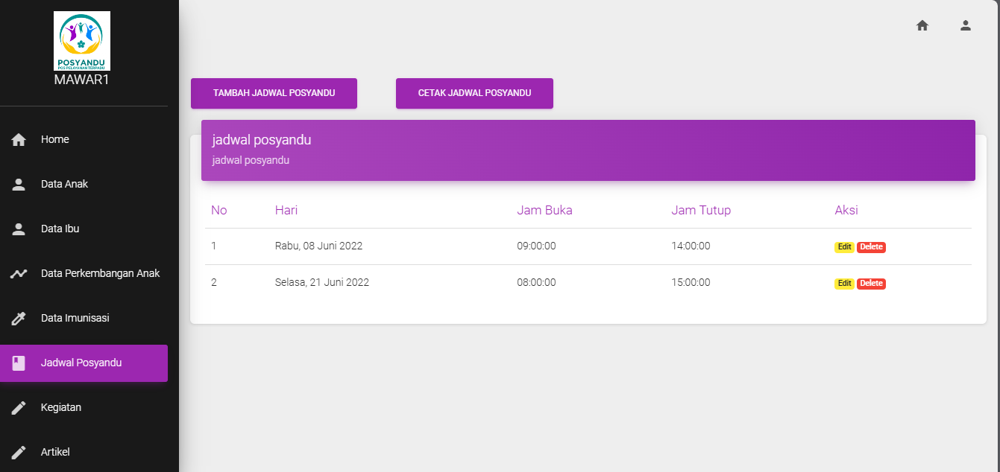 POSYANDU
POS PELAYANAN TERPADU
MAWAR1
Home
Data Anak
Data Ibu
Data Perkembangan Anak
Data Imunisasi
Jadwal Posyandu
Kegiatan
Artikel
TAMBAH JADWAL POSYANDU CETAK JADWAL POSYANDU
jadwal posyandu
jadwal posyandu
No Hari Jam Buka Jam Tutup Aksi
1 Rabu, 08 Juni 2022 09:00:00 14:00:00 Edit Delete
2 Selasa, 21 Juni 2022 08:00:00 15:00:00 Edit Delete